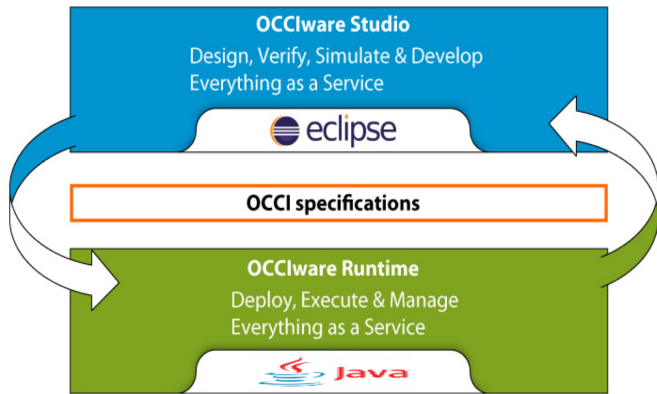 OCCIware Studio
Design, Verify, Simulate & Develop
Everything as a Service
eclipse
OCCI specifications
OCCIware Runtime
Deploy, Execute & Manage
Everything as a Service
Java